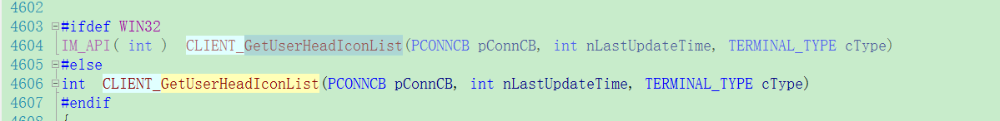 4602
4603 #ifdef WIN32
4604 IM_API( int )  CLIENT_GetUserHeadIconList(PCONNCB pConnCB, int nLastUpdateTime, TERMINAL_TYPE cType)
4605 #else
4606 int  CLIENT_GetUserHeadIconList(PCONNCB pConnCB, int nLastUpdateTime, TERMINAL_TYPE cType)
4607 #endif
4608 {